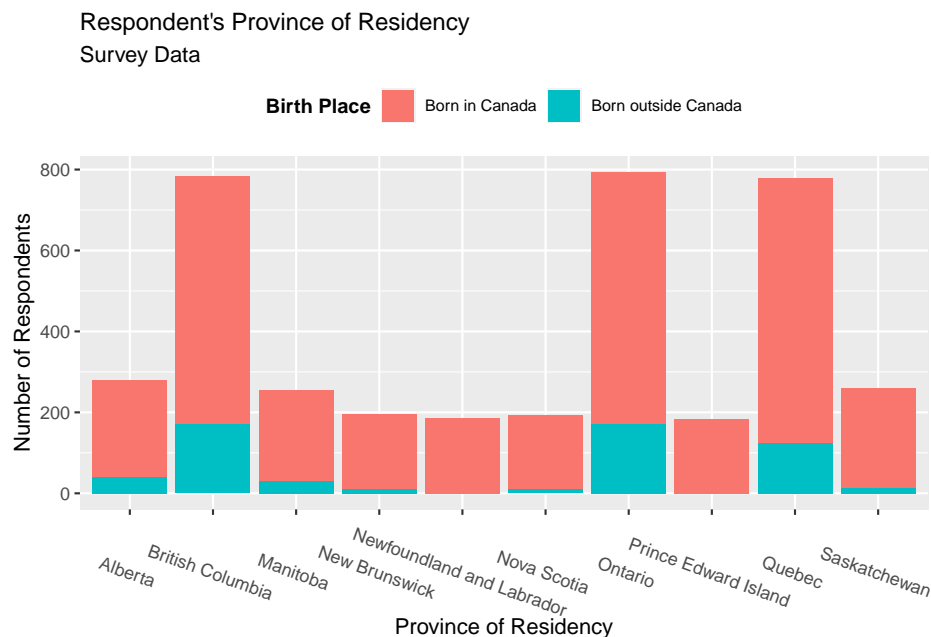 Respondent's Province of Residency
Survey Data
Birth Place Born in Canada Born outside Canada
Number of Respondents
800
600
400
200
0
Alberta
British Columbia
Manitoba
New Brunswick
Newfoundland and Labrador
Nova Scotia
Ontario
Prince Edward Island
Quebec
Saskatchewan
Province of Residency